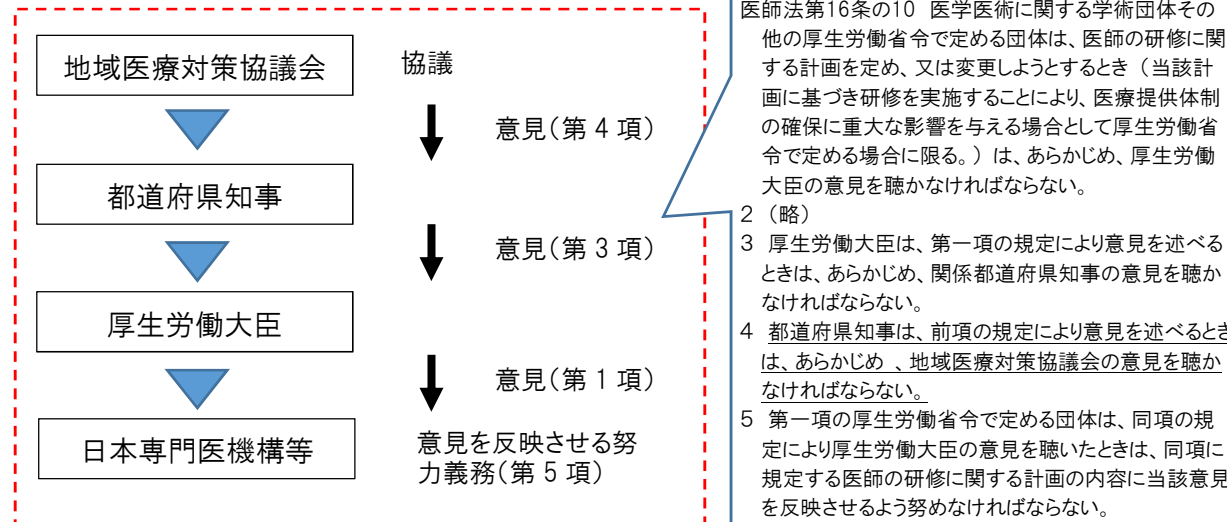 地域医療対策協議会
協議
意見(第４項)
都道府県知事
意見(第３項)
厚生労働大臣
意見(第１項)
日本専門医機構等
意見を反映させる努
力義務(第５項)
医師法第16条の10　医学医術に関する学術団体その
他の厚生労働省令で定める団体は、医師の研修に関
する計画を定め、又は変更しようとするとき（当該計
画に基づき研修を実施することにより、医療提供体制
の確保に重大な影響を与える場合として厚生労働省
令で定める場合に限る。）は、あらかじめ、厚生労働
大臣の意見を聴かなければならない。
２（略）
３　厚生労働大臣は、第一項の規定により意見を述べる
ときは、あらかじめ、関係都道府県知事の意見を聴か
なければならない。
４　都道府県知事は、前項の規定により意見を述べるとき
は、あらかじめ　、地域医療対策協議会の意見を聴か
なければならない。
５　第一項の厚生労働省令で定める団体は、同項の規
定により厚生労働大臣の意見を聴いたときは、同項に
規定する医師の研修に関する計画の内容に当該意見
を反映させるよう努めなければならない。